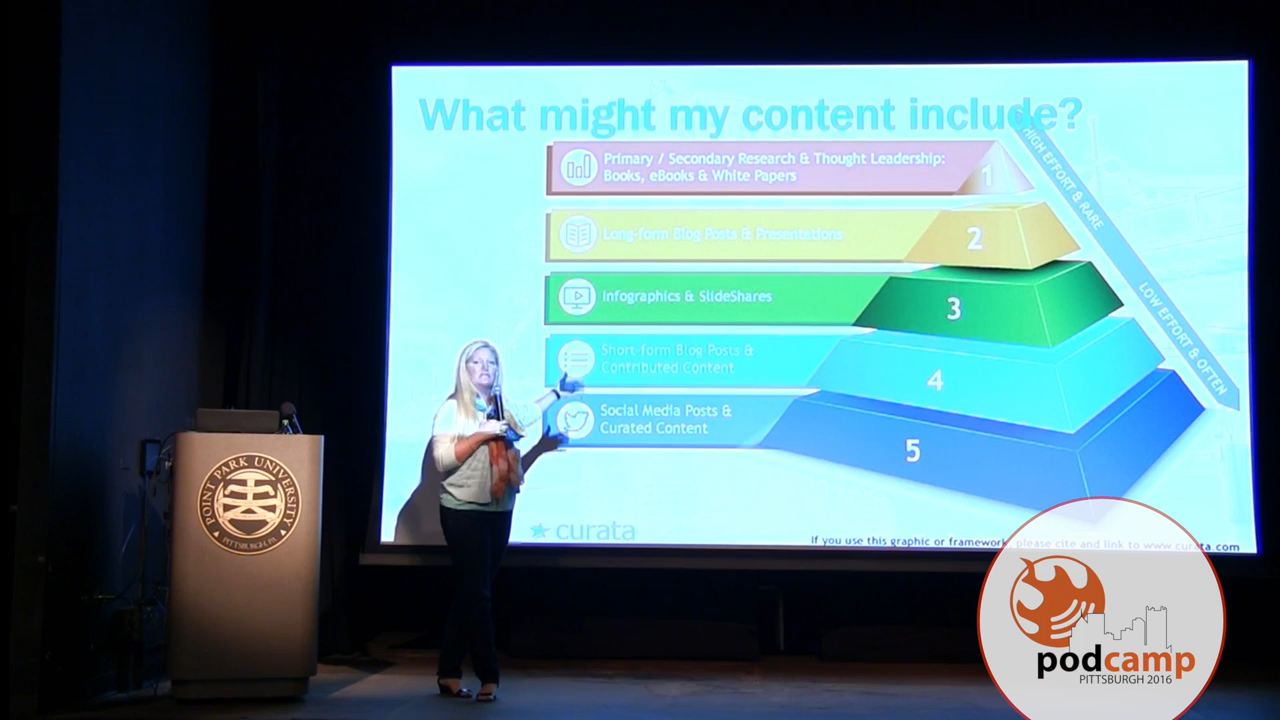 What might my content include?
Primary / Secondary Research & Thought Leadership:
Books, eBooks & White Papers
1
HIGH EFFORT & RARE
Long-form Blog Posts & Presentations
2
Infographics & SlideShares
3
LOW EFFORT & OFTEN
Short-form Blog Posts &
Contributed Content
4
Social Media Posts &
Curated Content
5
curata
If you use this graphic or framework, please cite and link to www.curata.com
POINT PARK UNIVERSITY
PITTSBURGH, PA
podcamp
PITTSBURGH 2016